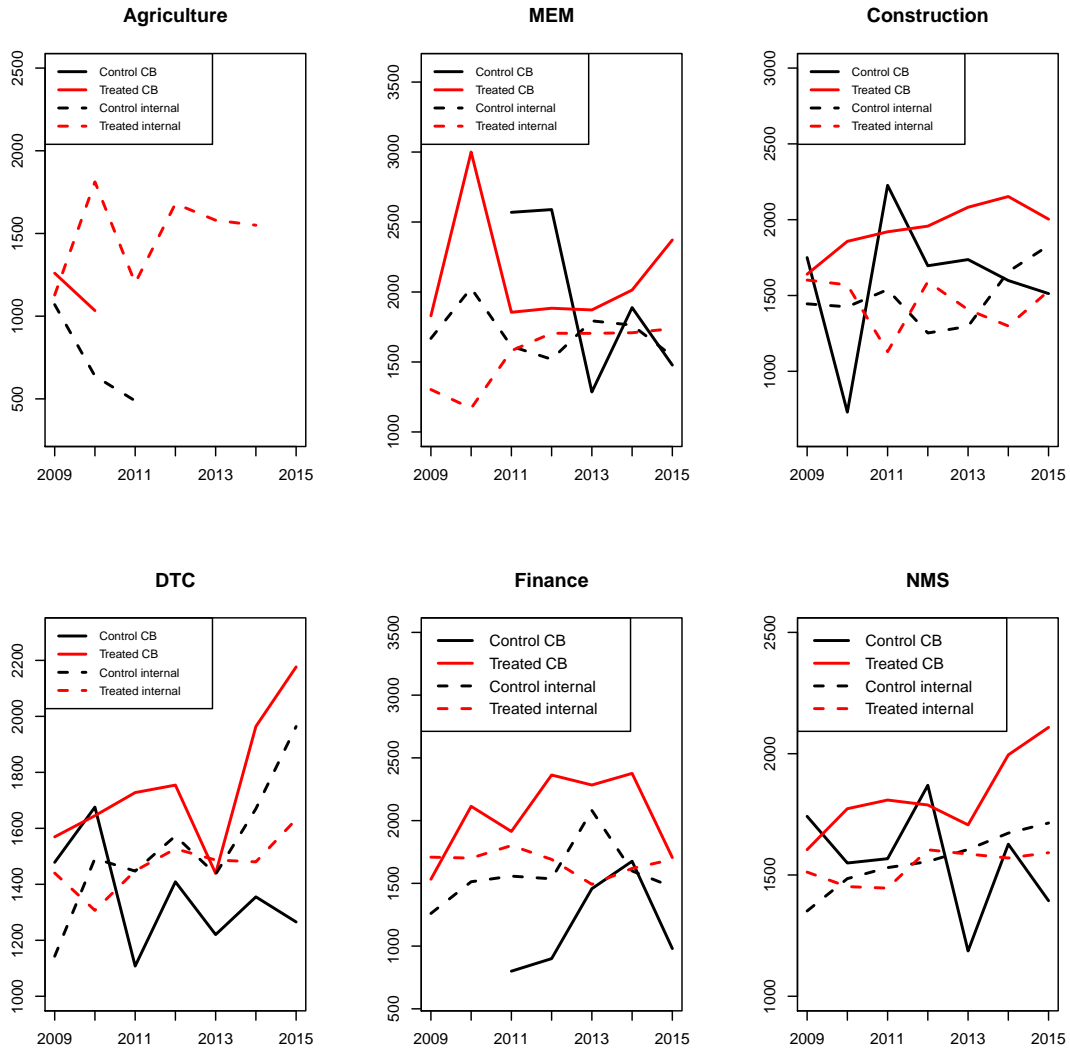 Agriculture
Control CB
Treated CB
Control internal
Treated internal
2500
2000
1500
1000
500
2009 2011 2013 2015
MEM
Control CB
Treated CB
Control internal
Treated internal
3500
3000
2500
2000
1500
1000
2009 2011 2013 2015
Construction
Control CB
Treated CB
Control internal
Treated internal
3000
2500
2000
1500
1000
2009 2011 2013 2015
DTC
Control CB
Treated CB
Control internal
Treated internal
2200
2000
1800
1600
1400
1200
1000
2009 2011 2013 2015
Finance
Control CB
Treated CB
Control internal
Treated internal
3500
3000
2500
2000
1500
1000
500
2009 2011 2013 2015
NMS
Control CB
Treated CB
Control internal
Treated internal
2500
2000
1500
1000
2009 2011 2013 2015